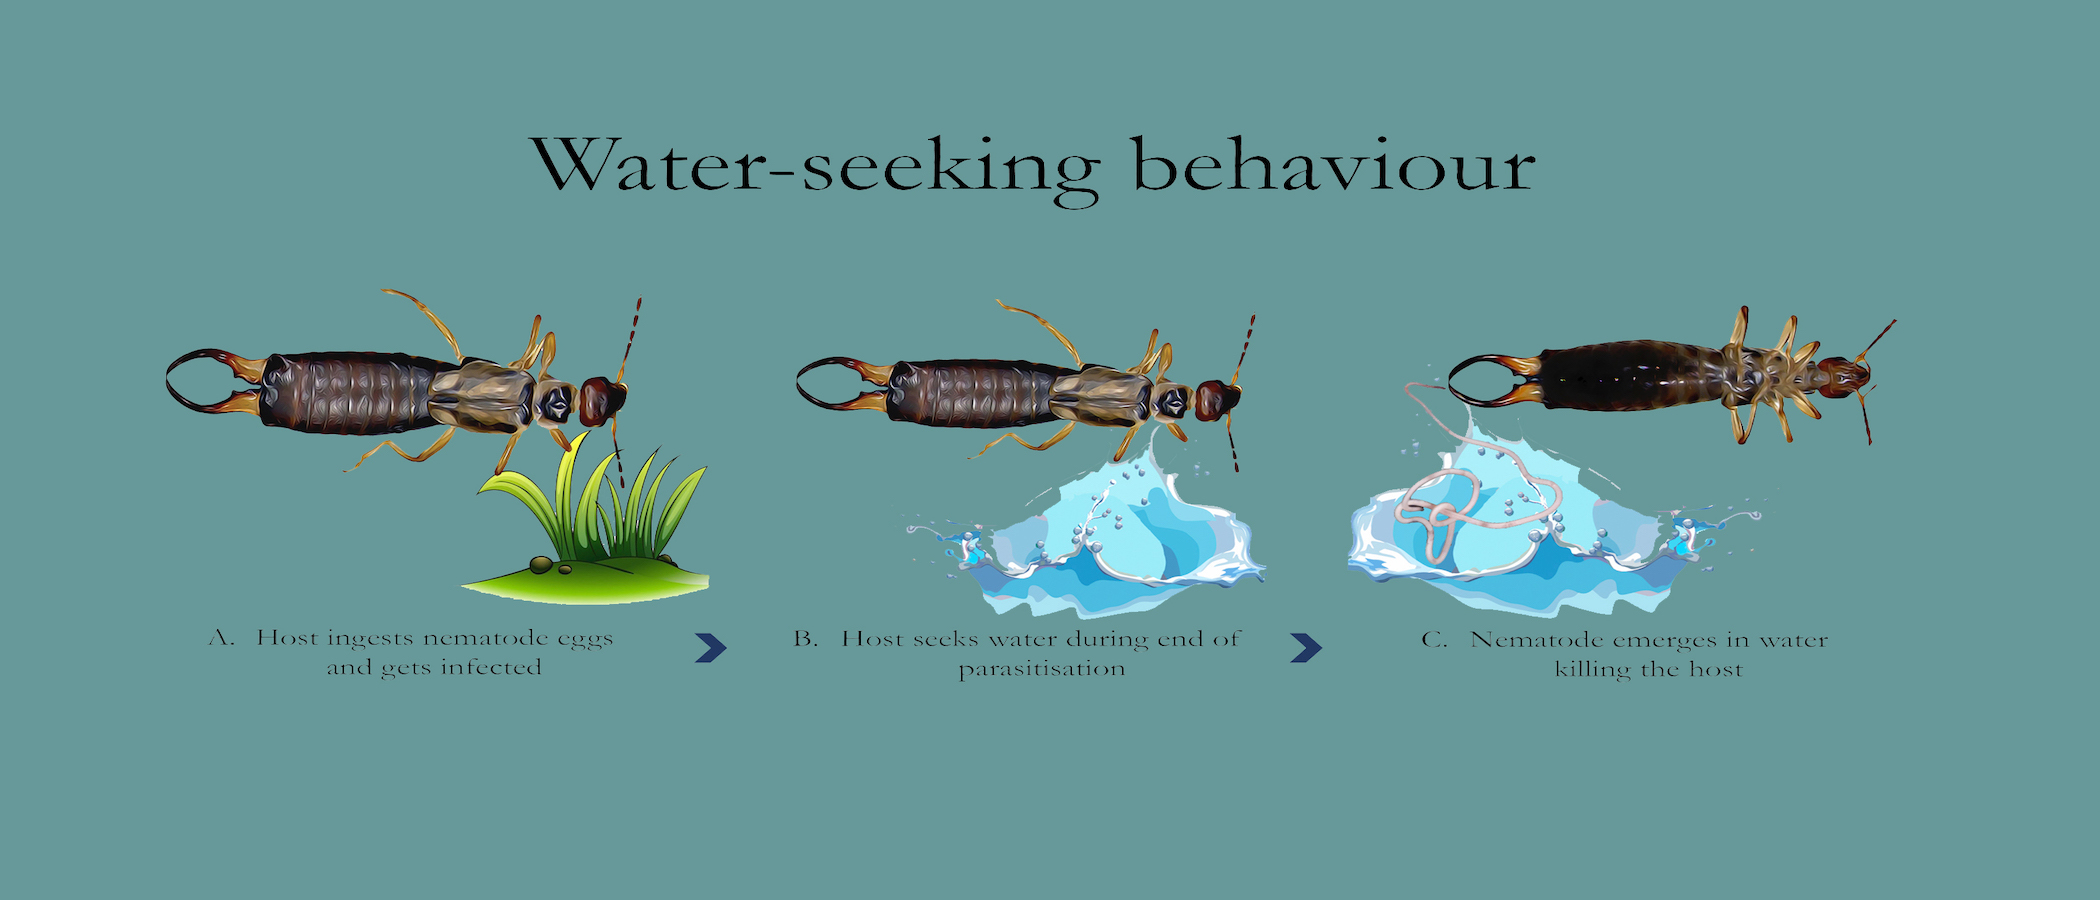 Water-seeking behaviour
A. Host ingests nematode eggs
and gets infected
B. Host seeks water during end of
parasitisation
C. Nematode emerges in water
killing the host